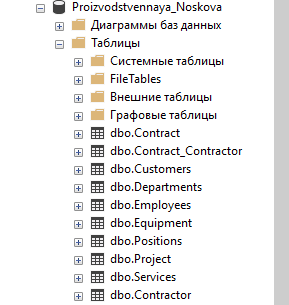 Proizvodstvennaya_Noskova
Диаграммы баз данных
Таблицы
Системные таблицы
FileTables
Внешние таблицы
Графовые таблицы
dbo.Contract
dbo.Contract_Contractor
dbo.Customers
dbo.Departments
dbo.Employees
dbo.Equipment
dbo.Positions
dbo.Project
dbo.Services
dbo.Contractor